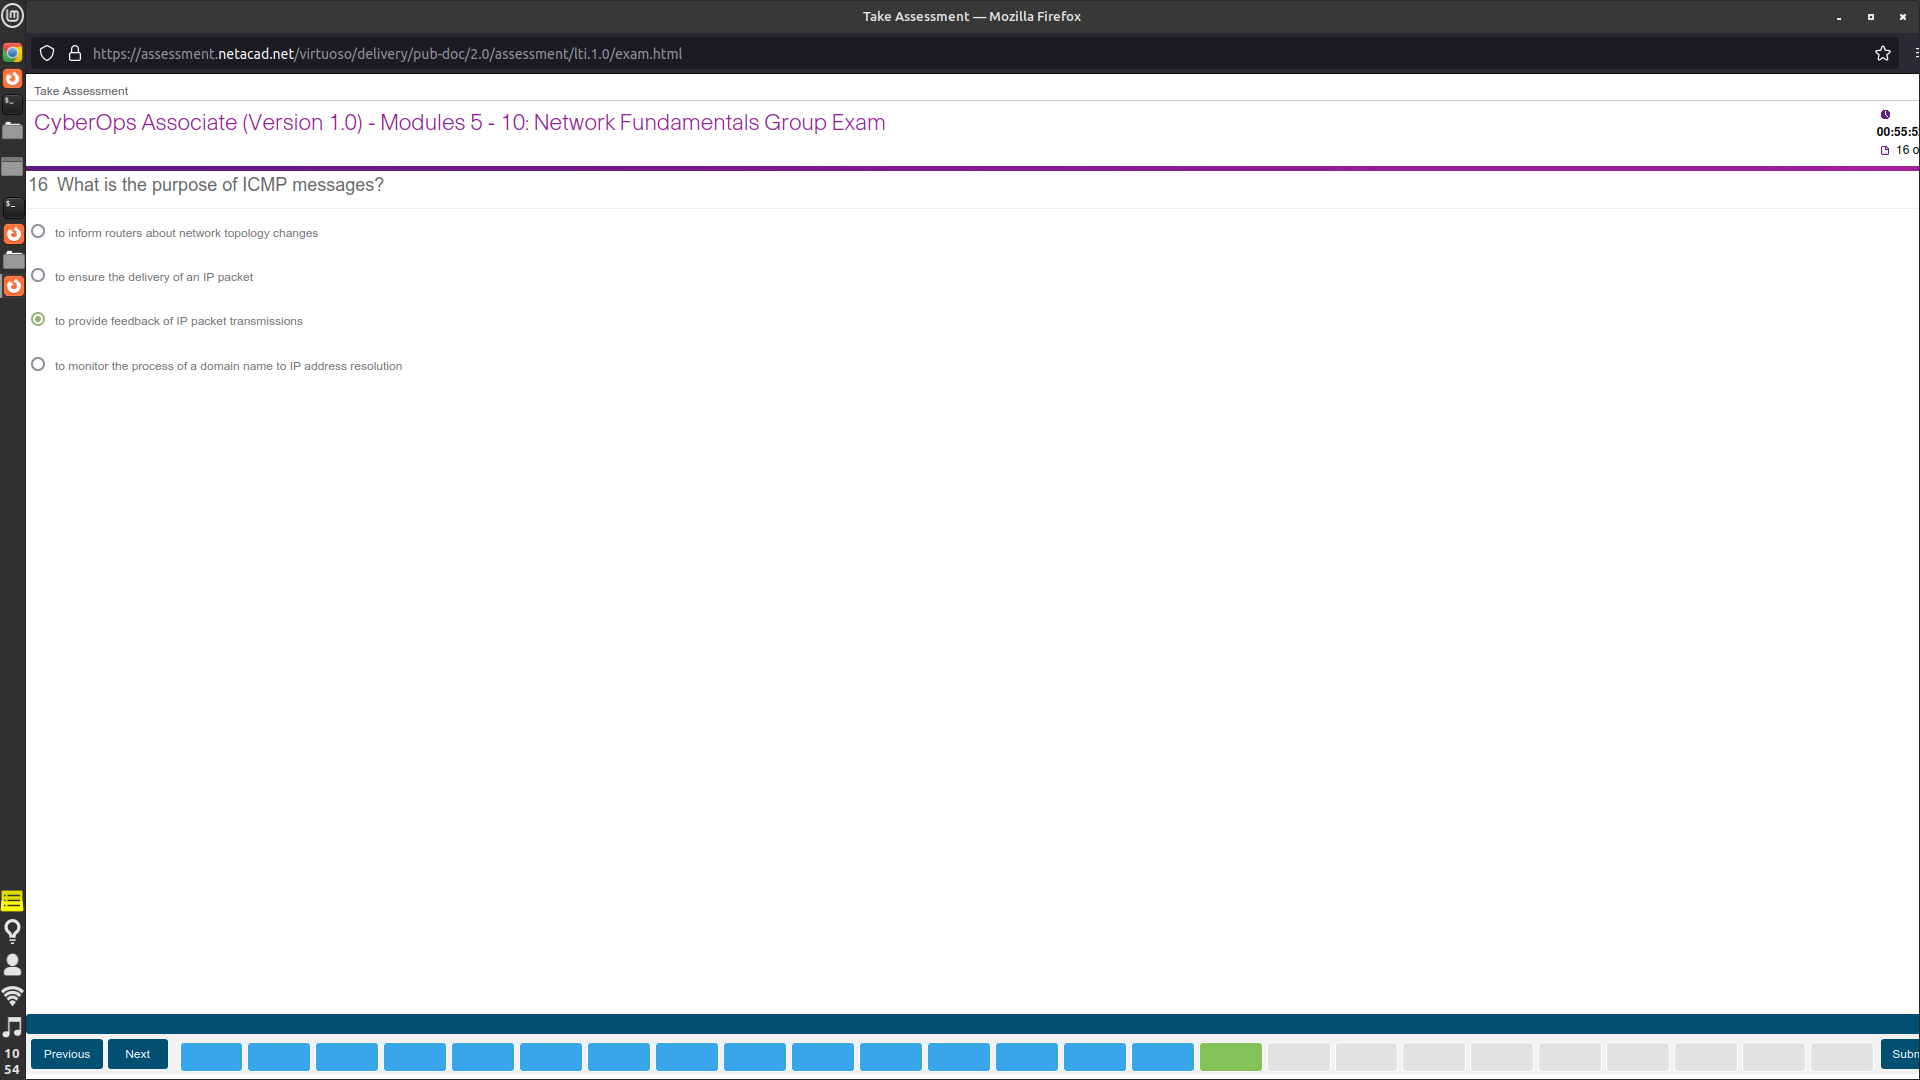 Take Assessment — Mozilla Firefox
https://assessment.netacad.net/virtuoso/delivery/pub-doc/2.0/assessment/lti.1.0/exam.html
Take Assessment
CyberOps Associate (Version 1.0) - Modules 5 - 10: Network Fundamentals Group Exam
00:55:5
16 o
16 What is the purpose of ICMP messages?
to inform routers about network topology changes
to ensure the delivery of an IP packet
to provide feedback of IP packet transmissions
to monitor the process of a domain name to IP address resolution
10
54
Previous
Next
Subm